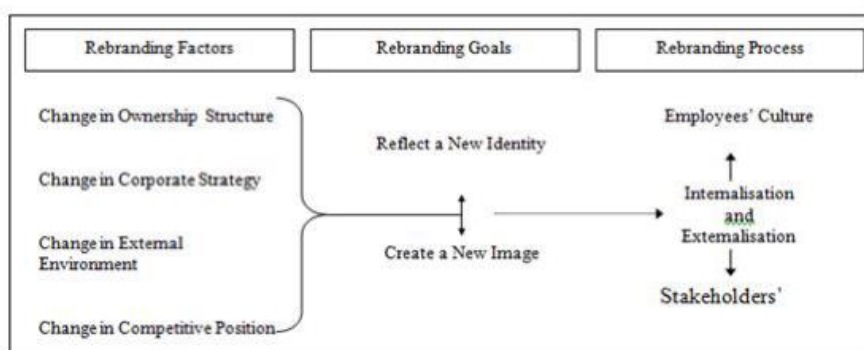 Rebranding Factors
Rebranding Goals
Rebranding Process
Change in Ownership Structure
Change in Corporate Strategy
Change in External
Environment
Change in Competitive Position
Reflect a New Identity
Create a New Image
Employees' Culture
Internalisation
and
Externalisation
Stakeholders'